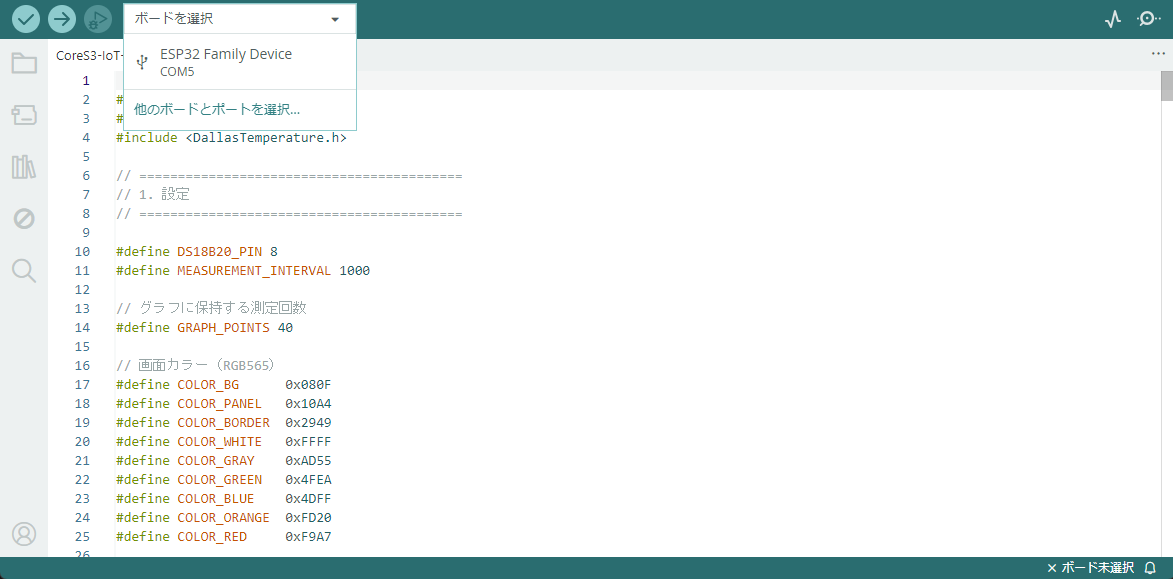 ボードを選択
ESP32 Family Device
COM5
他のボードとポートを選択...
CoreS3-IoT-
1
2 #
3 #
4 #include <DallasTemperature.h>
5
6 // ==========================================
7 // 1. 設定
8 // ==========================================
9
10 #define DS18B20_PIN 8
11 #define MEASUREMENT_INTERVAL 1000
12
13 // グラフに保持する測定回数
14 #define GRAPH_POINTS 40
15
16 // 画面カラー（RGB565）
17 #define COLOR_BG      0x080F
18 #define COLOR_PANEL   0x10A4
19 #define COLOR_BORDER  0x2949
20 #define COLOR_WHITE   0xFFFF
21 #define COLOR_GRAY    0xAD55
22 #define COLOR_GREEN   0x4FEA
23 #define COLOR_BLUE    0x4DFF
24 #define COLOR_ORANGE  0xFD20
25 #define COLOR_RED     0xF9A7
26
ボード未選択